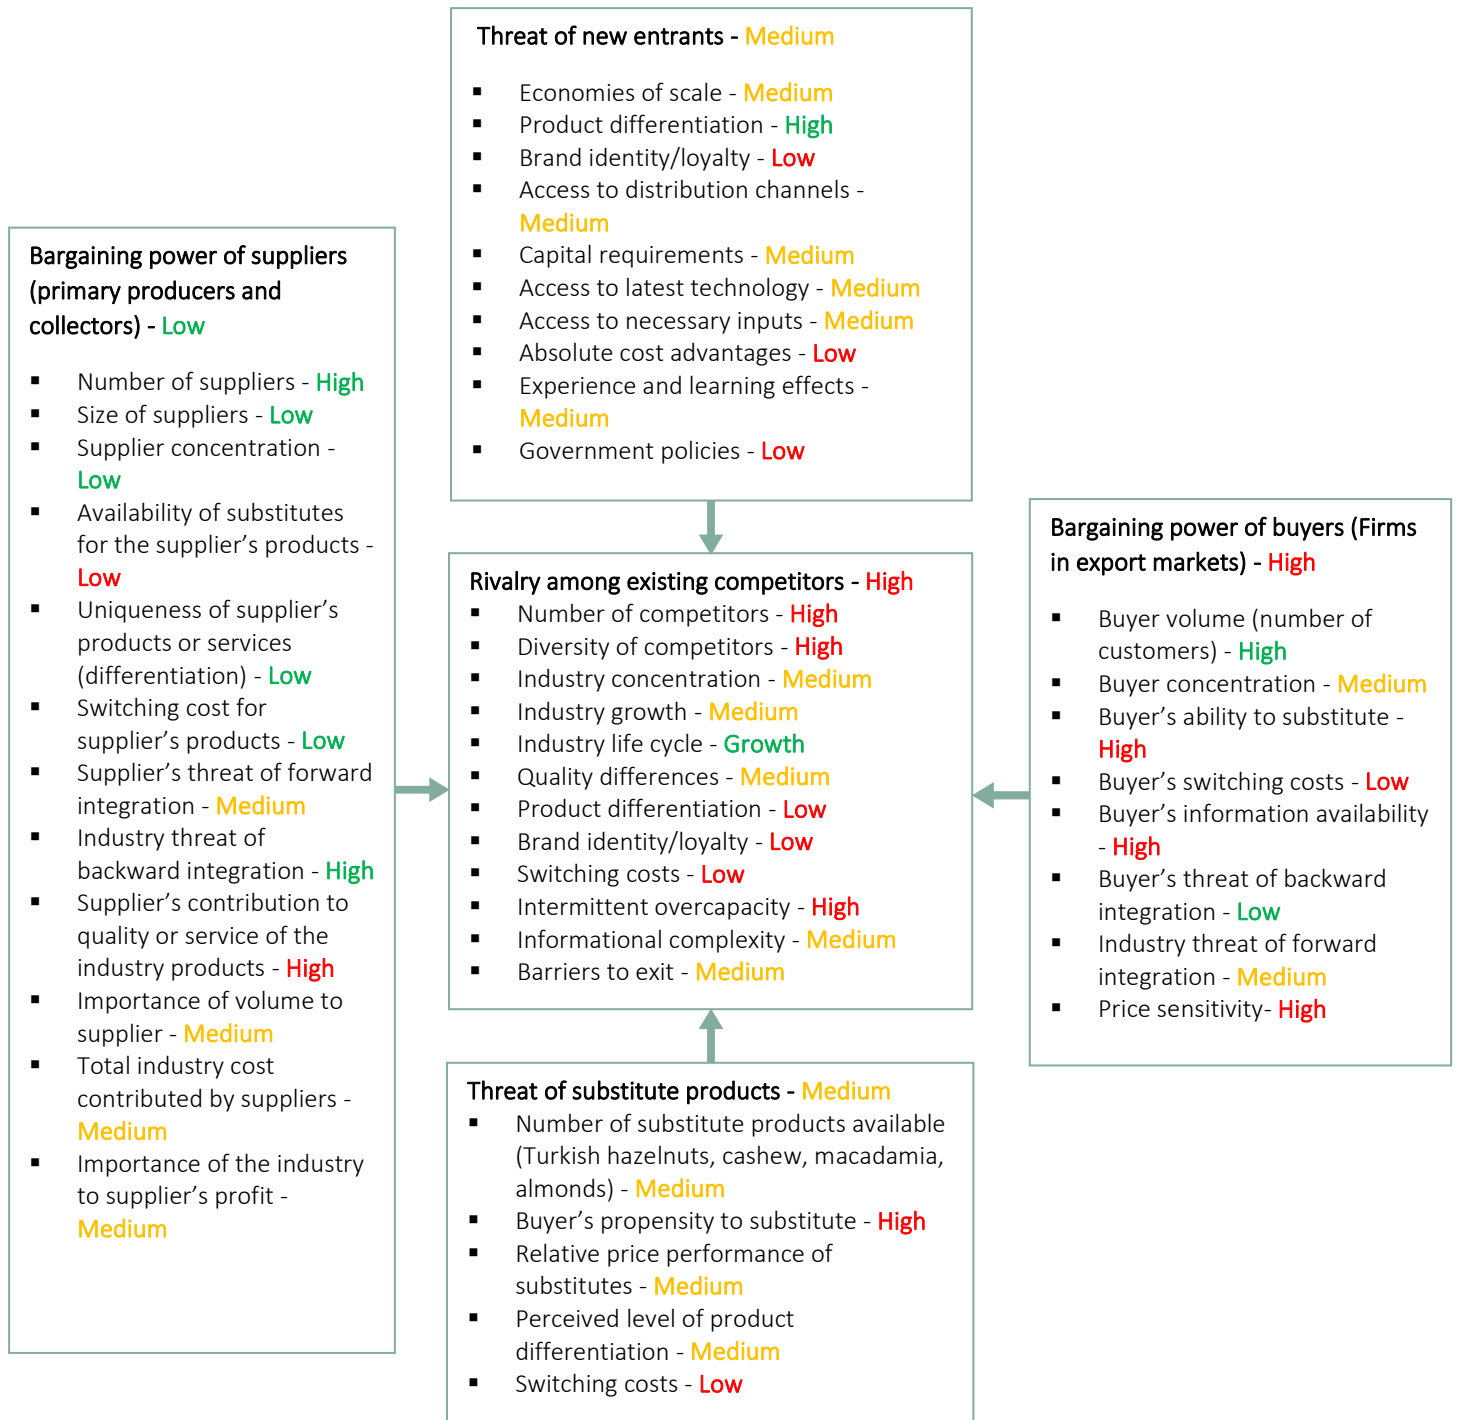 Threat of new entrants - Medium
▪ Economies of scale - Medium
▪ Product differentiation - High
▪ Brand identity/loyalty - Low
▪ Access to distribution channels -
Medium
▪ Capital requirements - Medium
▪ Access to latest technology - Medium
▪ Access to necessary inputs - Medium
▪ Absolute cost advantages - Low
▪ Experience and learning effects -
Medium
▪ Government policies - Low
Bargaining power of suppliers
(primary producers and
collectors) - Low
▪ Number of suppliers - High
▪ Size of suppliers - Low
▪ Supplier concentration -
Low
▪ Availability of substitutes
for the supplier’s products -
Low
▪ Uniqueness of supplier’s
products or services
(differentiation) - Low
▪ Switching cost for
supplier’s products - Low
▪ Supplier’s threat of forward
integration - Medium
▪ Industry threat of
backward integration - High
▪ Supplier’s contribution to
quality or service of the
industry products - High
▪ Importance of volume to
supplier - Medium
▪ Total industry cost
contributed by suppliers -
Medium
▪ Importance of the industry
to supplier’s profit -
Medium
Rivalry among existing competitors - High
▪ Number of competitors - High
▪ Diversity of competitors - High
▪ Industry concentration - Medium
▪ Industry growth - Medium
▪ Industry life cycle - Growth
▪ Quality differences - Medium
▪ Product differentiation - Low
▪ Brand identity/loyalty - Low
▪ Switching costs - Low
▪ Intermittent overcapacity - High
▪ Informational complexity - Medium
▪ Barriers to exit - Medium
Bargaining power of buyers (Firms
in export markets) - High
▪ Buyer volume (number of
customers) - High
▪ Buyer concentration - Medium
▪ Buyer’s ability to substitute -
High
▪ Buyer’s switching costs - Low
▪ Buyer’s information availability
- High
▪ Buyer’s threat of backward
integration - Low
▪ Industry threat of forward
integration - Medium
▪ Price sensitivity- High
Threat of substitute products - Medium
▪ Number of substitute products available
(Turkish hazelnuts, cashew, macadamia,
almonds) - Medium
▪ Buyer’s propensity to substitute - High
▪ Relative price performance of
substitutes - Medium
▪ Perceived level of product
differentiation - Medium
▪ Switching costs - Low